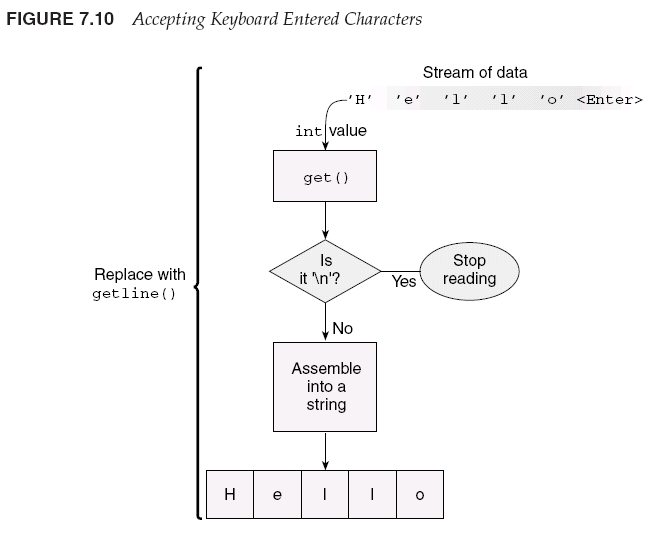 FIGURE 7.10 Accepting Keyboard Entered Characters
Stream of data
'H' 'e' 'l' 'l' 'o' <Enter>
int value
get()
Is
it '\n'?
Yes
Stop
reading
Replace with
getline()
No
Assemble
into a
string
H e l l o